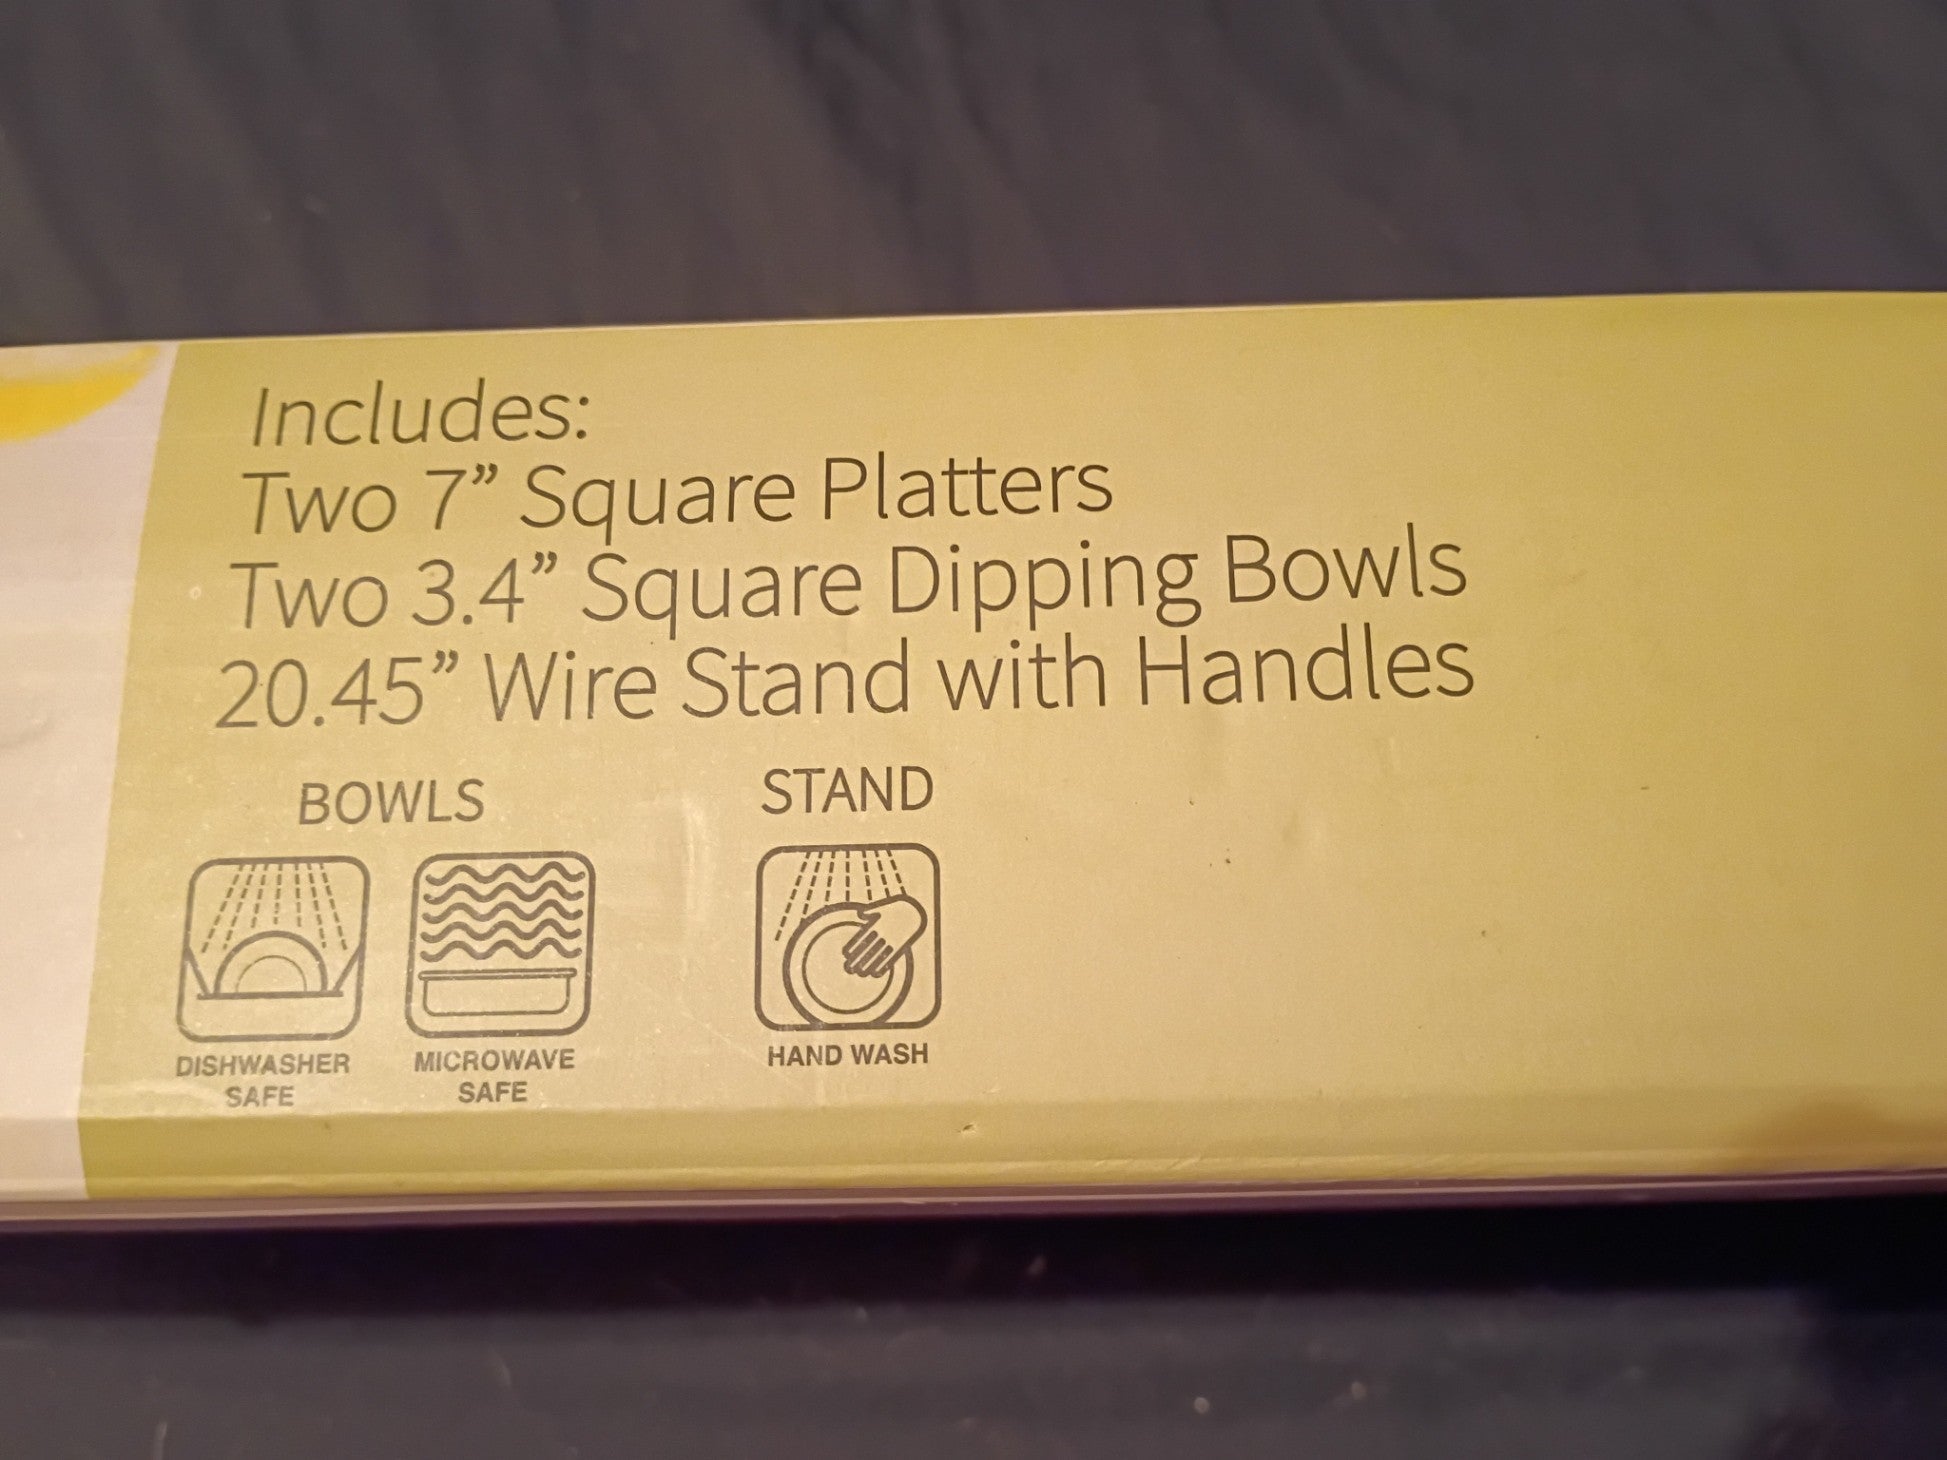 Includes:
Two 7” Square Platters
Two 3.4” Square Dipping Bowls
20.45” Wire Stand with Handles
BOWLS STAND
DISHWASHER SAFE
MICROWAVE SAFE
HAND WASH